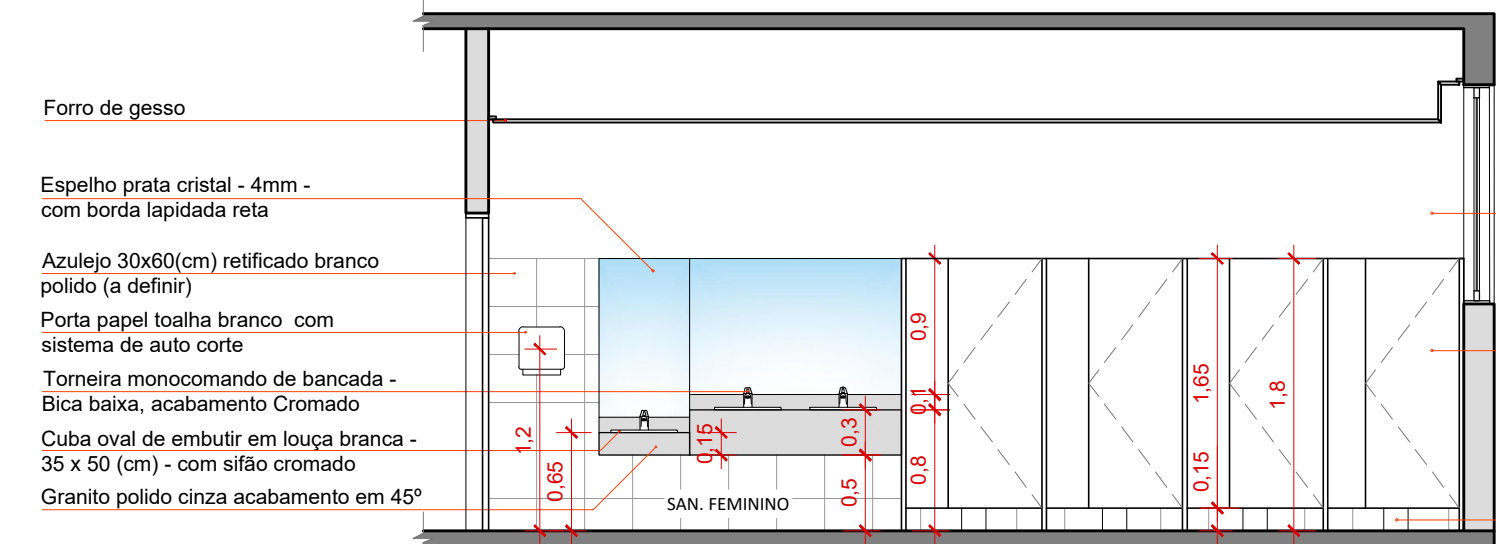 Forro de gesso
Espelho prata cristal - 4mm -
com borda lapidada reta
Azulejo 30x60(cm) retificado branco
polido (a definir)
Porta papel toalha branco com
sistema de auto corte
Torneira monocomando de bancada -
Bica baixa, acabamento Cromado
Cuba oval de embutir em louça branca -
35 x 50 (cm) - com sifão cromado
Granito polido cinza acabamento em 45º
1,2
0,65
0,15
0,3
0,5
0,9
0,1
0,8
1,65
0,15
1,8
SAN. FEMININO